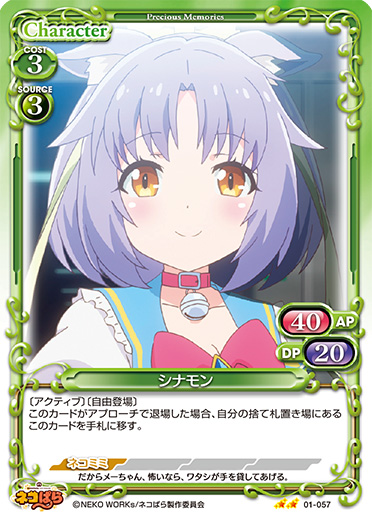 Precious Memories
Character
COST
3
SOURCE
3
40 AP
DP 20
シナモン
〔アクティブ〕〔自由登場〕
このカードがアプローチで退場した場合、自分の捨て札置き場にある
このカードを手札に移す。
ネコミミ
だからメーちゃん、怖いなら、ワタシが手を貸してあげる。
ネコぱら
©NEKO WORKs/ネコぱら製作委員会
01-057